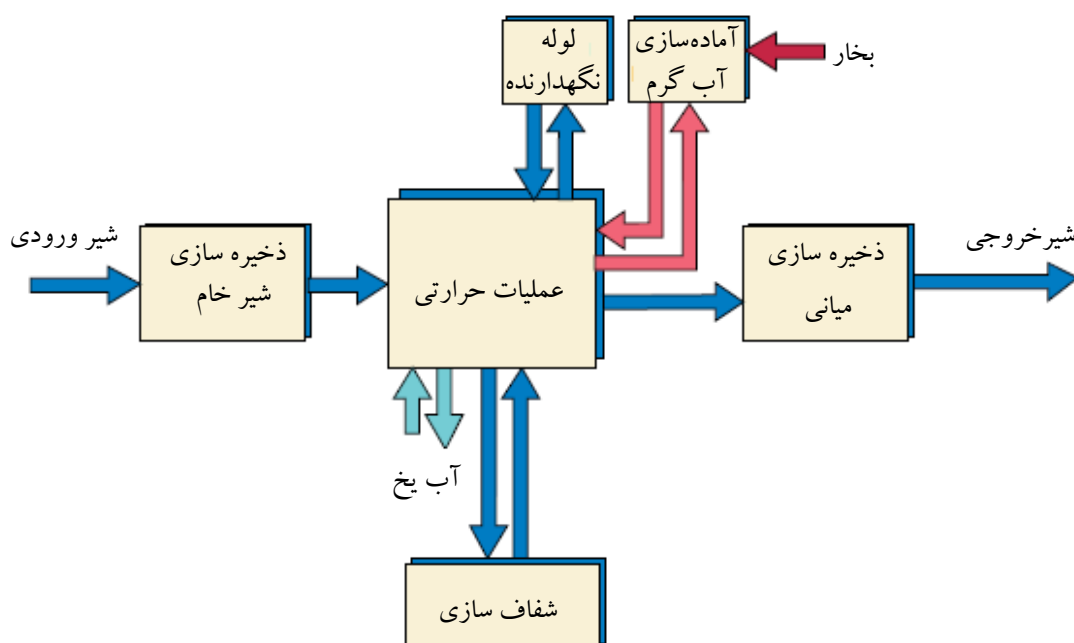 لوله
نگهدارنده
آماده‌سازی
آب گرم
بخار
شیر ورودی
ذخیره سازی
شیر خام
عملیات حرارتی
ذخیره سازی
میانی
شیرخروجی
آب یخ
شفاف سازی